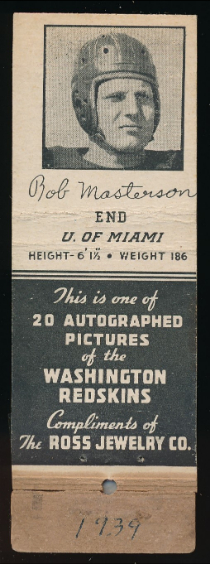 Bob Masterson
END
U. OF MIAMI
HEIGHT-6' 1½" • WEIGHT 186
This is one of
20 AUTOGRAPHED
PICTURES
of the
WASHINGTON
REDSKINS
Compliments of
The ROSS JEWELRY CO.
1939